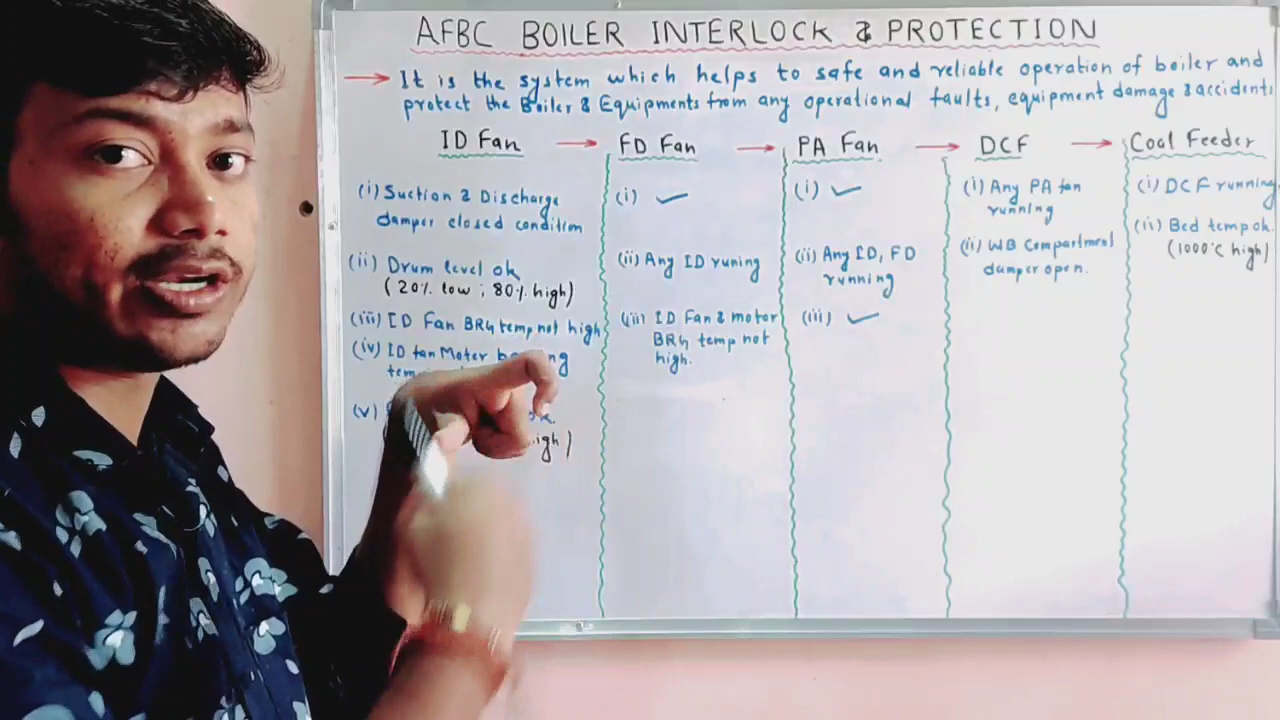 AFBC BOILER INTERLOCK & PROTECTION
→ It is the system which helps to safe and reliable operation of boiler and
protect the Boiler & Equipments from any operational faults, equipment damage & accidents
ID Fan → FD Fan → PA Fan → DCF → Coal Feeder
(i) Suction & Discharge
damper closed condition
(ii) Drum level ok
(20% low ; 80% high)
(iii) ID Fan BRG temp not high
(iv) ID fan Moter
(v)
ok.
high)
(i) ✓
(ii) Any ID runing
(iii) ID Fan & motor
BRG temp not
high.
(i) ✓
(ii) Any ID, FD
running
(iii) ✓
(i) Any PA fan
running
(ii) WB Compartment
damper open.
(i) DCF running
(ii) Bed temp ok.
(1000°C high)